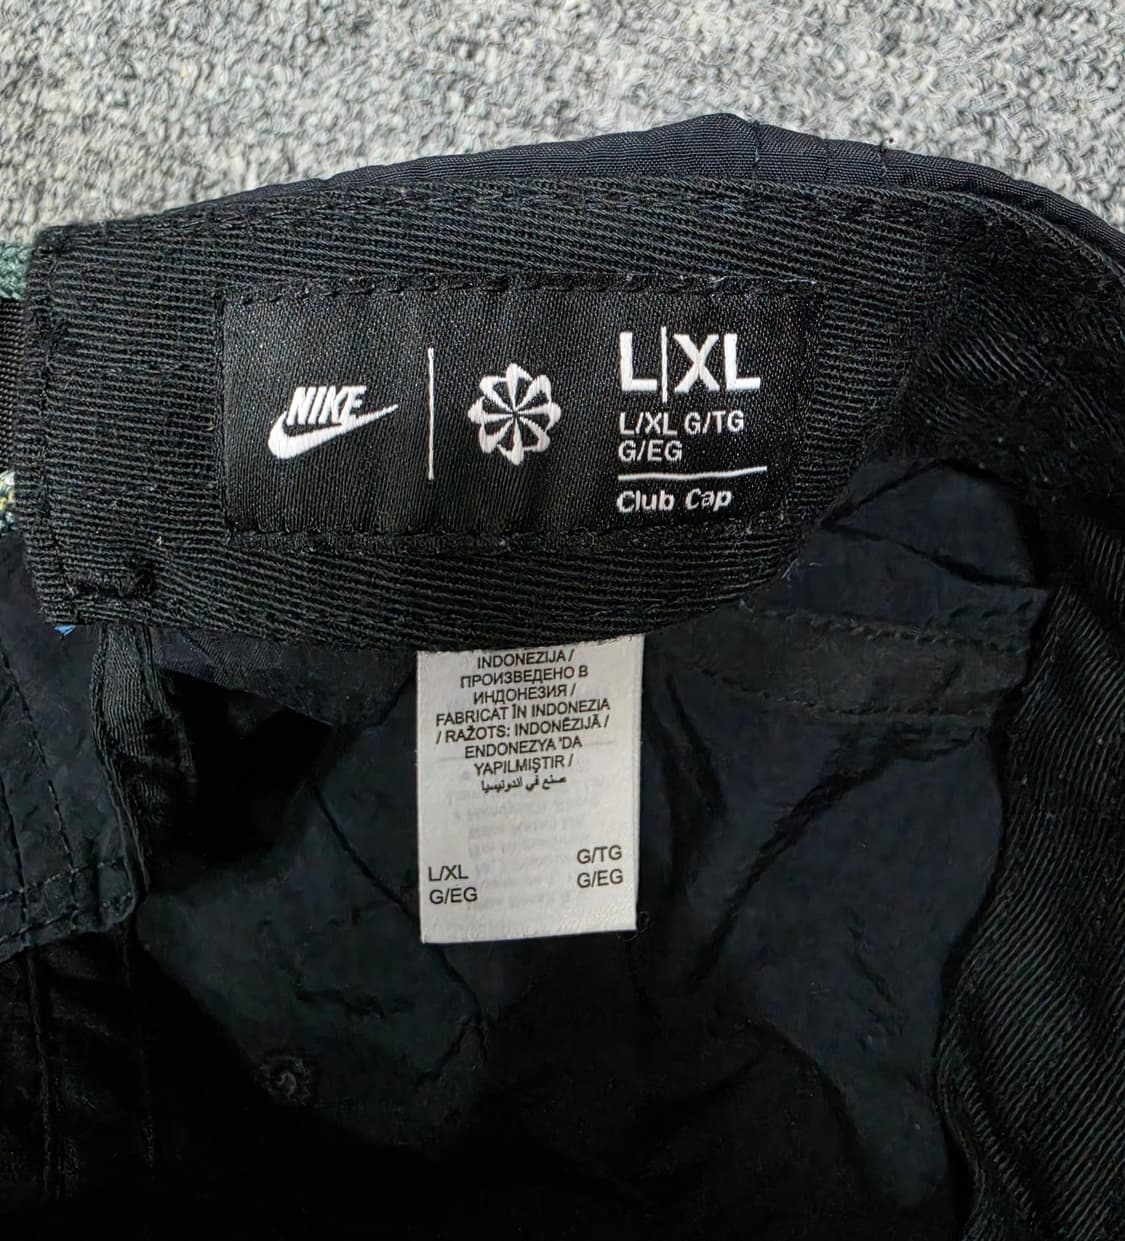 NIKE
L|XL
L/XL G/TG
G/EG
Club Cap
INDONEZIJA /
ПРОИЗВЕДЕНО В
ИНДОНЕЗИЯ /
FABRICAT ÎN INDONEZIA
/ RAŽOTS: INDONĒZIJĀ /
ENDONEZYA 'DA
YAPILMIŞTIR /
صنع في اندونيسيا
L/XL G/TG
G/EG G/EG